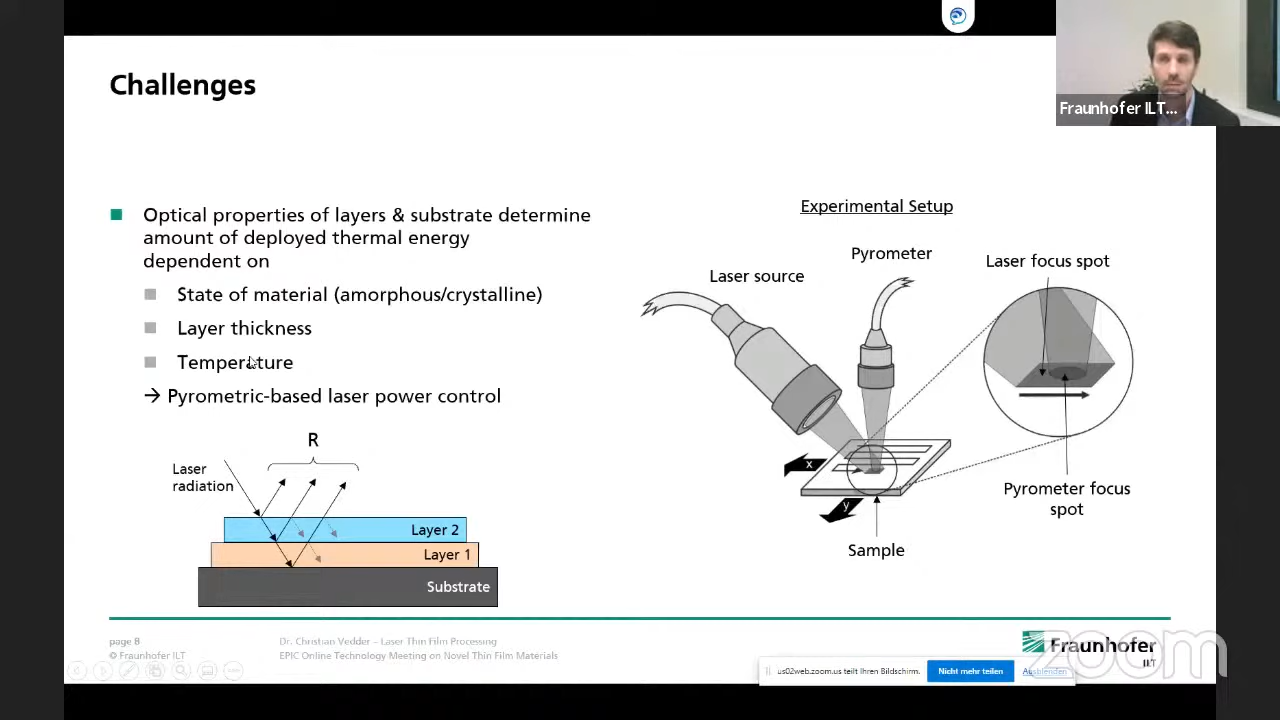 Fraunhofer ILT...
Challenges
Optical properties of layers & substrate determine
amount of deployed thermal energy
dependent on
State of material (amorphous/crystalline)
Layer thickness
Temperature
→ Pyrometric-based laser power control
R
Laser
radiation
Layer 2
Layer 1
Substrate
Experimental Setup
Pyrometer
Laser source
Laser focus spot
x
y
Pyrometer focus
spot
Sample
page 8
© Fraunhofer ILT
Dr. Christian Vedder – Laser Thin Film Processing
EPIC Online Technology Meeting on Novel Thin Film Materials
Fraunhofer
ILT
zoom
us02web.zoom.us teilt Ihren Bildschirm.
Nicht mehr teilen
Ausblenden